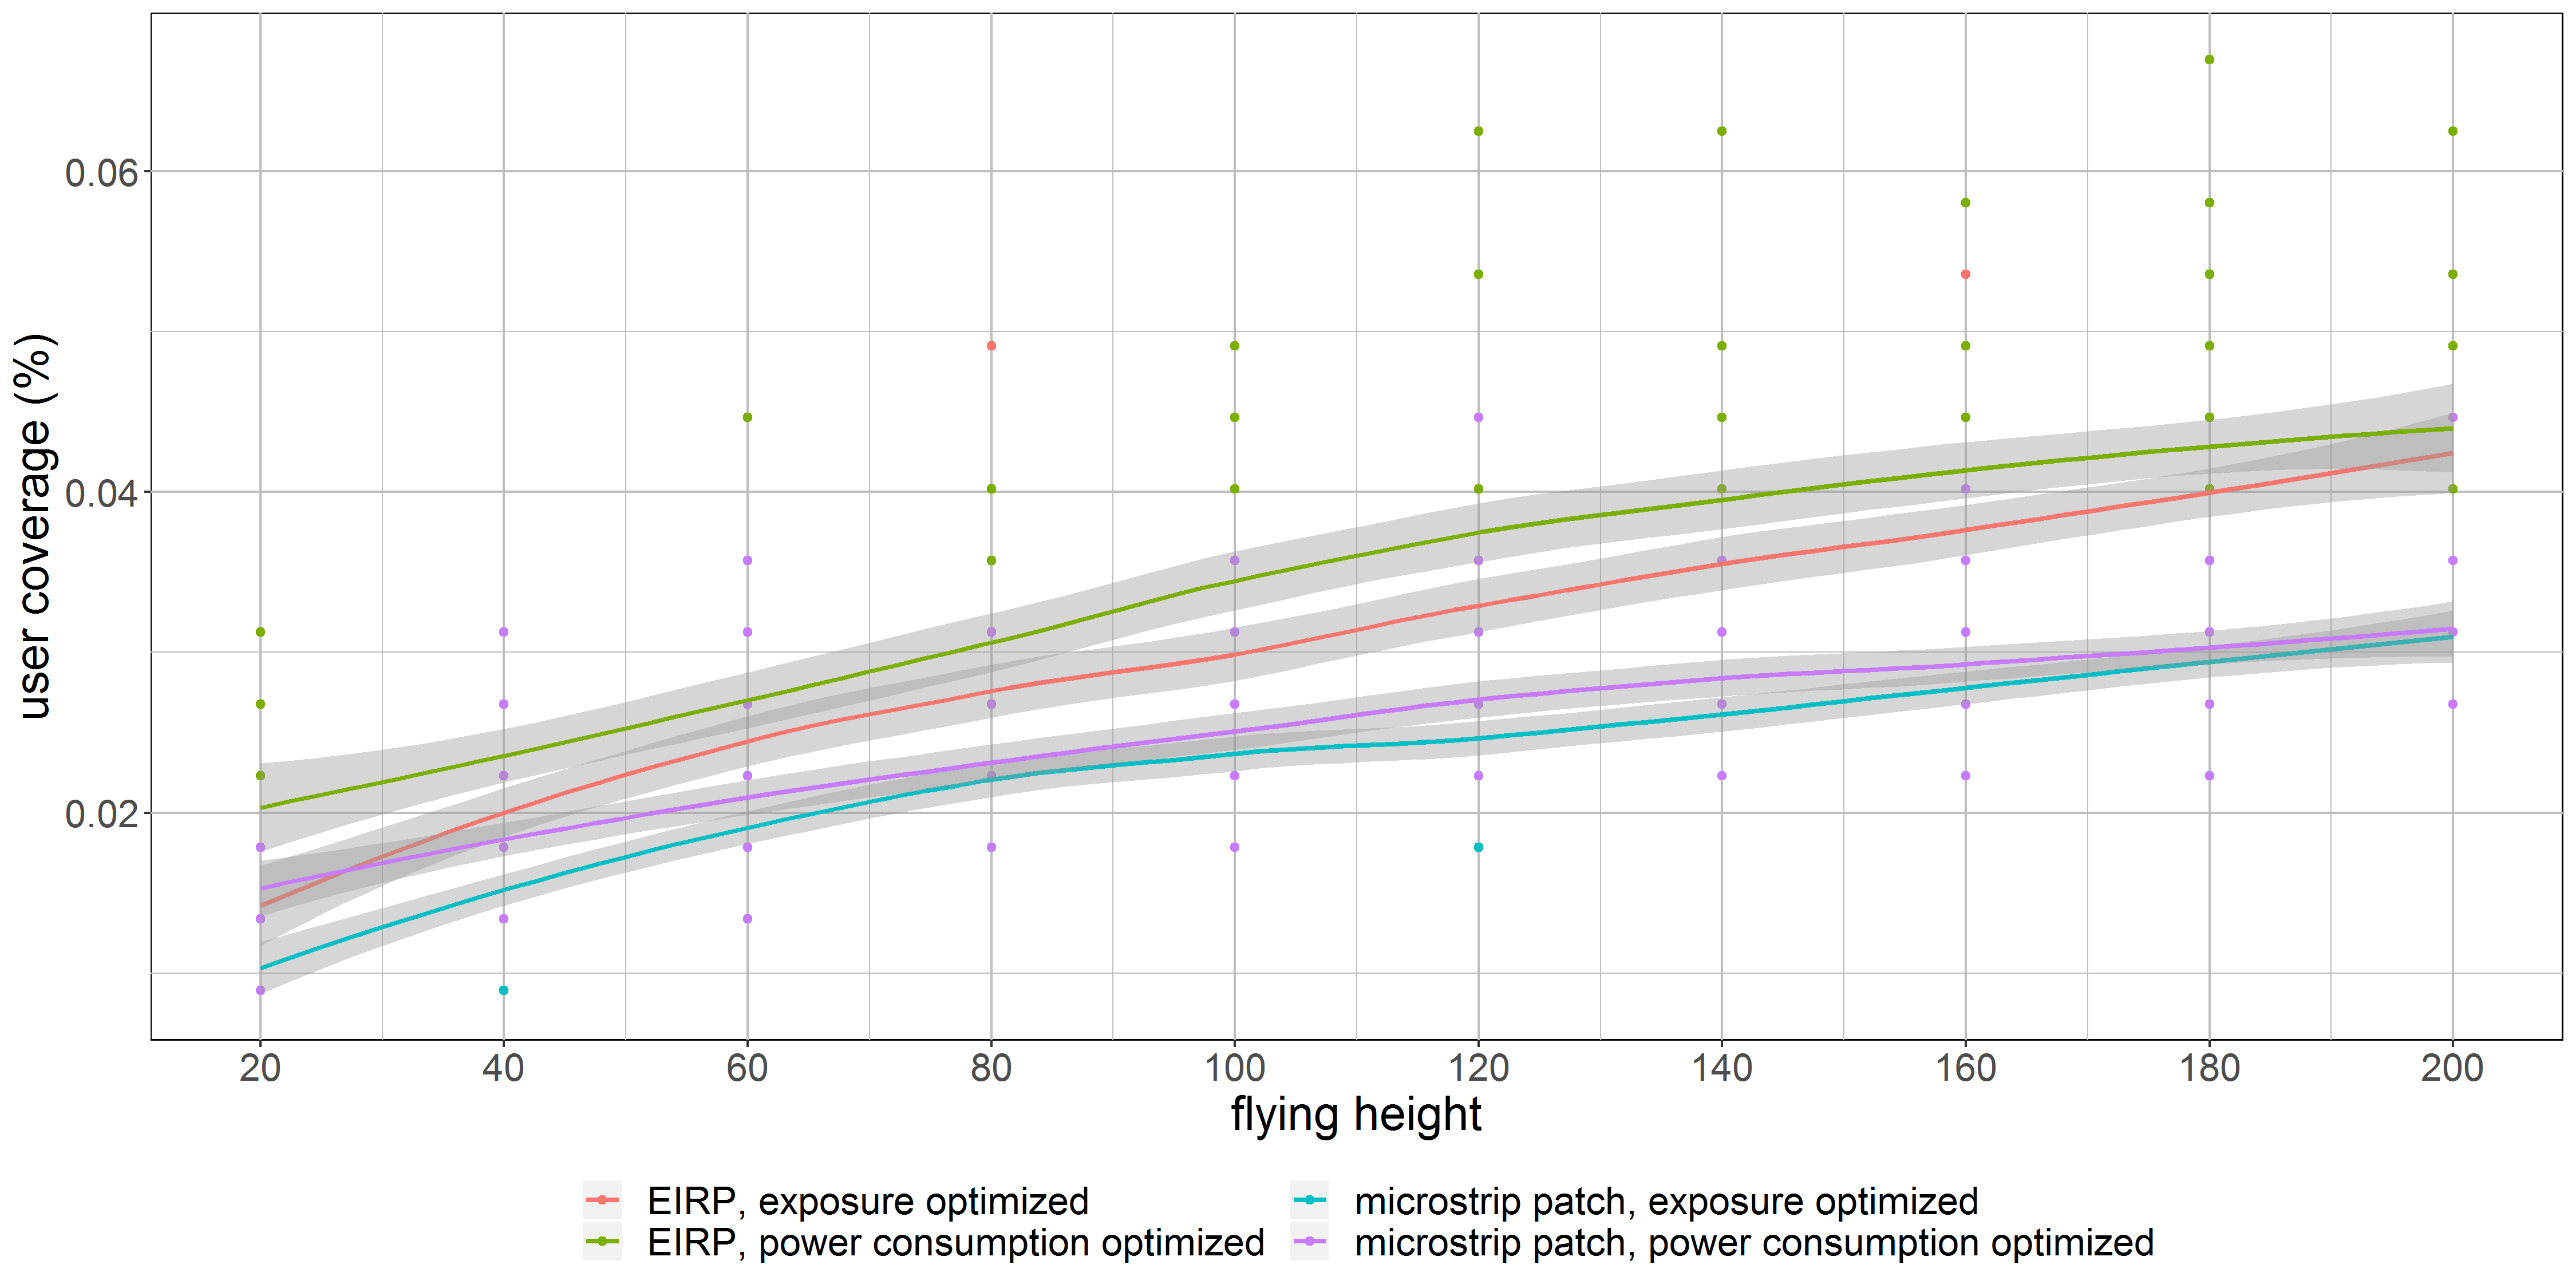 user coverage (%)
0.06
0.04
0.02
20 40 60 80 100 120 140 160 180 200
flying height
EIRP, exposure optimized microstrip patch, exposure optimized
EIRP, power consumption optimized microstrip patch, power consumption optimized